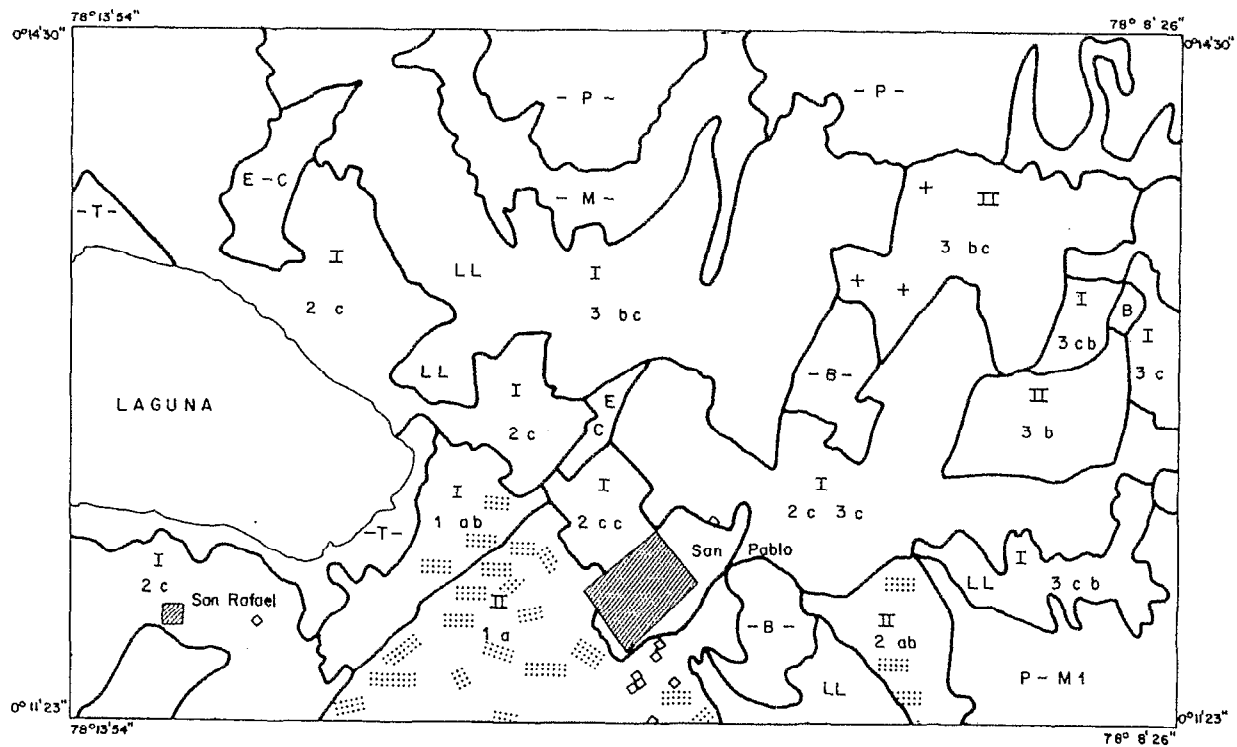 78°13'54"
78° 8'26"
0°14'30"
0°14'30"
- P -
- P -
E - C
- M -
- T -
I
2 c
LL
I
3 bc
II
3 bc
I
3 cb
B
I
3 c
LAGUNA
LL
I
2 c
E
C
- B -
II
3 b
I
1 ab
I
2 cc
I
2 c 3 c
- T -
San Pablo
I
2 c
San Rafael
II
1 a
- B -
II
2 ab
LL
I
3 c b
LL
P - M1
0°11'23"
0°11'23"
78°13'54"
78° 8'26"